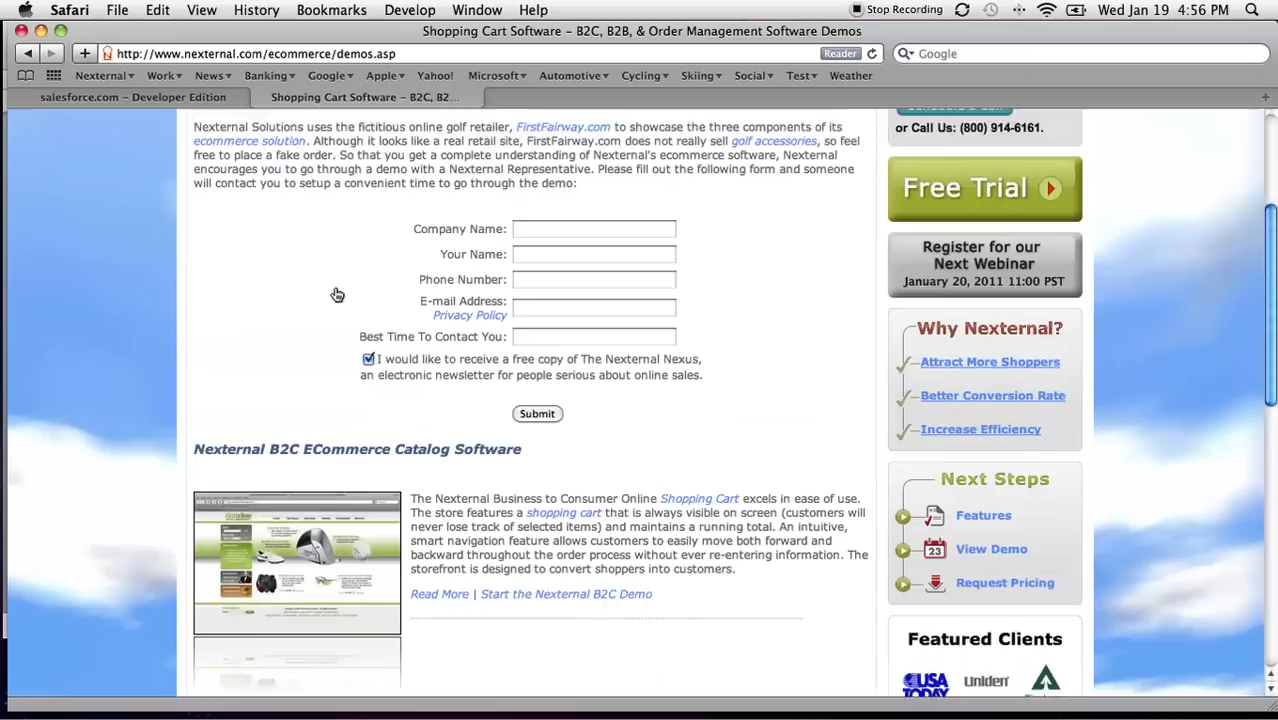 Safari File Edit View History Bookmarks Develop Window Help Stop Recording Wed Jan 19 4:56 PM
Shopping Cart Software – B2C, B2B, & Order Management Software Demos
http://www.nexternal.com/ecommerce/demos.asp Reader Google
Nexternal Work News Banking Google Apple Yahoo! Microsoft Automotive Cycling Skiing Social Test Weather
salesforce.com – Developer Edition Shopping Cart Software – B2C, B2...
Nexternal Solutions uses the fictitious online golf retailer, FirstFairway.com to showcase the three components of its
ecommerce solution. Although it looks like a real retail site, FirstFairway.com does not really sell golf accessories, so feel
free to place a fake order. So that you get a complete understanding of Nexternal's ecommerce software, Nexternal
encourages you to go through a demo with a Nexternal Representative. Please fill out the following form and someone
will contact you to setup a convenient time to go through the demo:
Company Name:
Your Name:
Phone Number:
E-mail Address:
Privacy Policy
Best Time To Contact You:
I would like to receive a free copy of The Nexternal Nexus,
an electronic newsletter for people serious about online sales.
Submit
Nexternal B2C ECommerce Catalog Software
The Nexternal Business to Consumer Online Shopping Cart excels in ease of use.
The store features a shopping cart that is always visible on screen (customers will
never lose track of selected items) and maintains a running total. An intuitive,
smart navigation feature allows customers to easily move both forward and
backward throughout the order process without ever re-entering information. The
storefront is designed to convert shoppers into customers.
Read More | Start the Nexternal B2C Demo
or Call Us: (800) 914-6161.
Free Trial
Register for our
Next Webinar
January 20, 2011 11:00 PST
Why Nexternal?
Attract More Shoppers
Better Conversion Rate
Increase Efficiency
Next Steps
Features
23 View Demo
Request Pricing
Featured Clients
USA TODAY Uniden